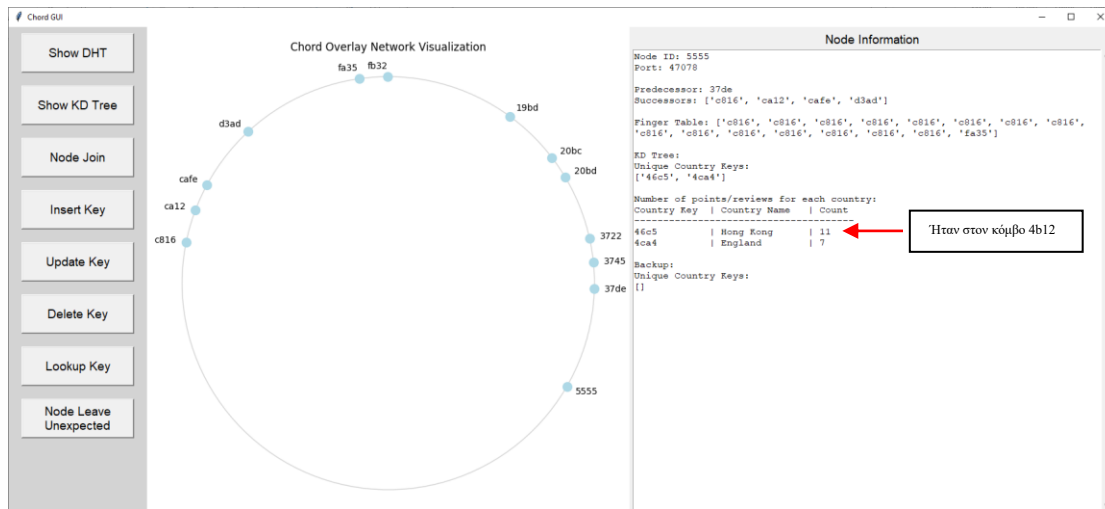 Chord GUI
Show DHT
Show KD Tree
Node Join
Insert Key
Update Key
Delete Key
Lookup Key
Node Leave
Unexpected
Chord Overlay Network Visualization
fa35
fb32
19bd
d3ad
20bc
20bd
cafe
ca12
c816
3722
3745
37de
5555
Node Information
Node ID: 5555
Port: 47078
Predecessor: 37de
Successors: ['c816', 'ca12', 'cafe', 'd3ad']
Finger Table: ['c816', 'c816', 'c816', 'c816', 'c816', 'c816', 'c816', 'c816',
'c816', 'c816', 'c816', 'c816', 'c816', 'c816', 'c816', 'fa35']
KD Tree:
Unique Country Keys:
['46c5', '4ca4']
Number of points/reviews for each country:
Country Key | Country Name | Count
----------------------------------------
46c5 | Hong Kong | 11
4ca4 | England | 7
Ήταν στον κόμβο 4b12
Backup:
Unique Country Keys:
[]